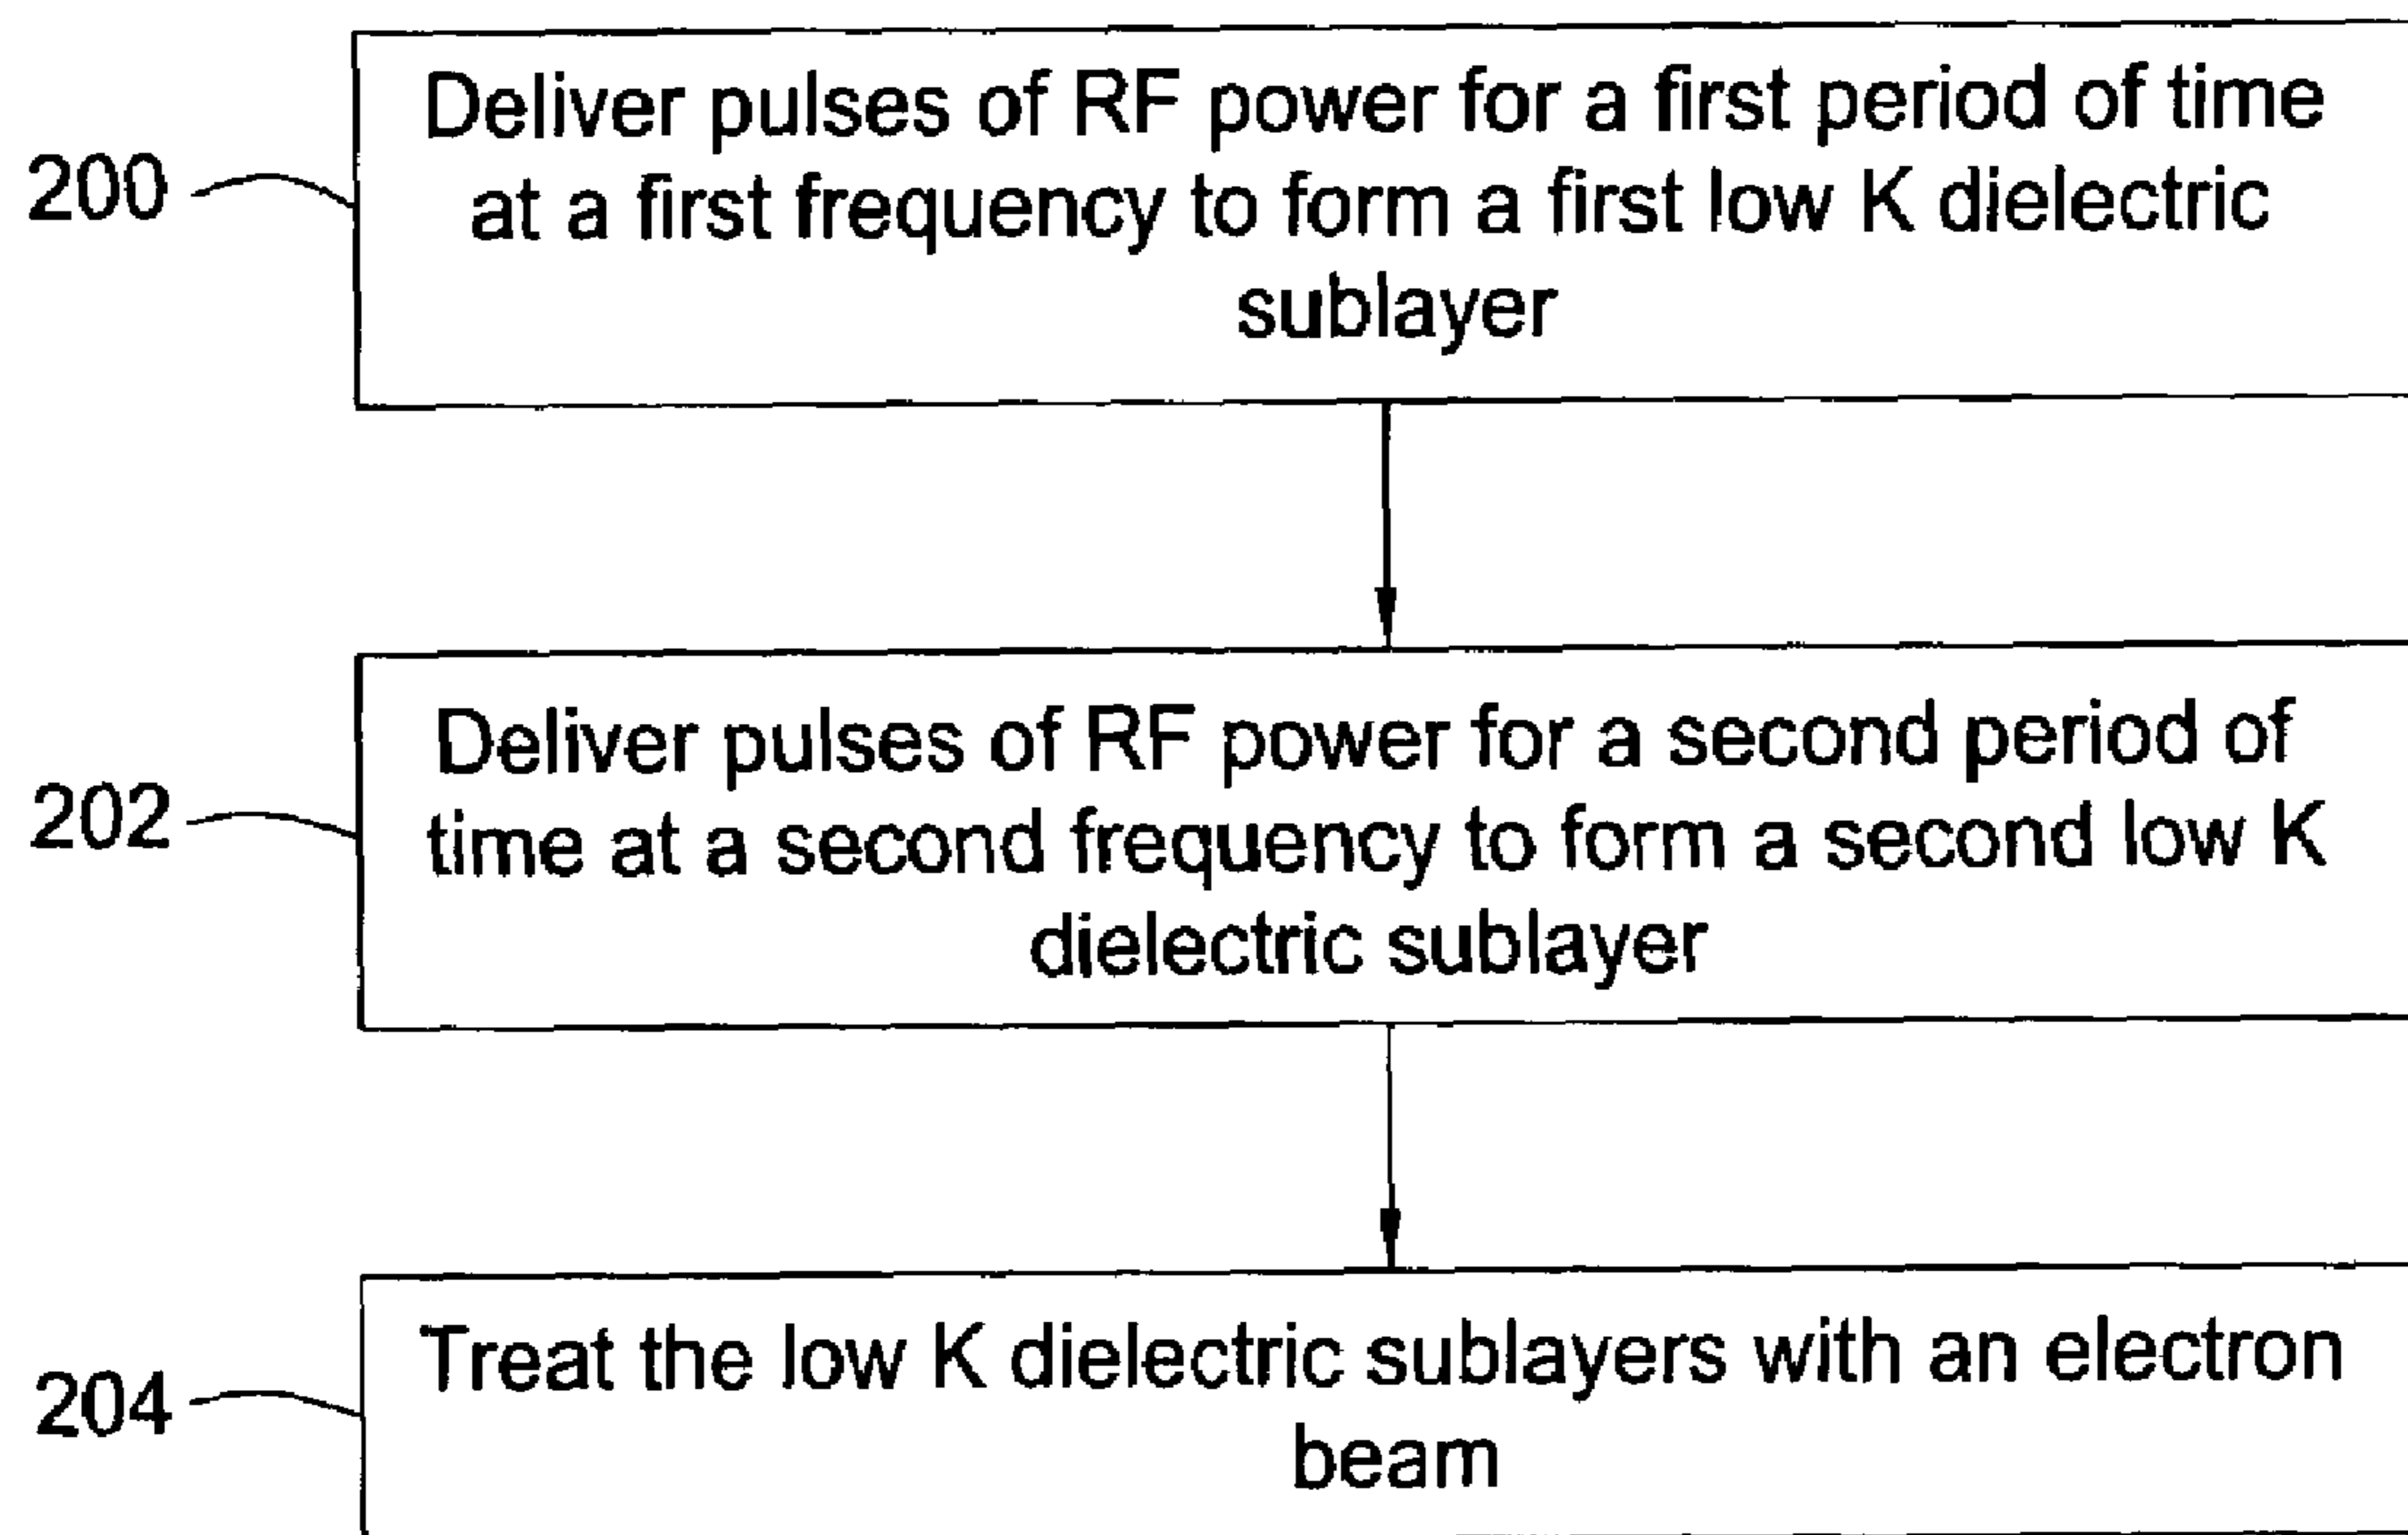 Deliver pulses of RF power for a first period of time
200
at a first frequency to form a first low K dielectric
sublayer
Deliver pulses of RF power for a second period of
202
time at a second frequency to form a second low K
dielectric sublayer
Treat the low K dielectric sublayers with an electron
204
beam